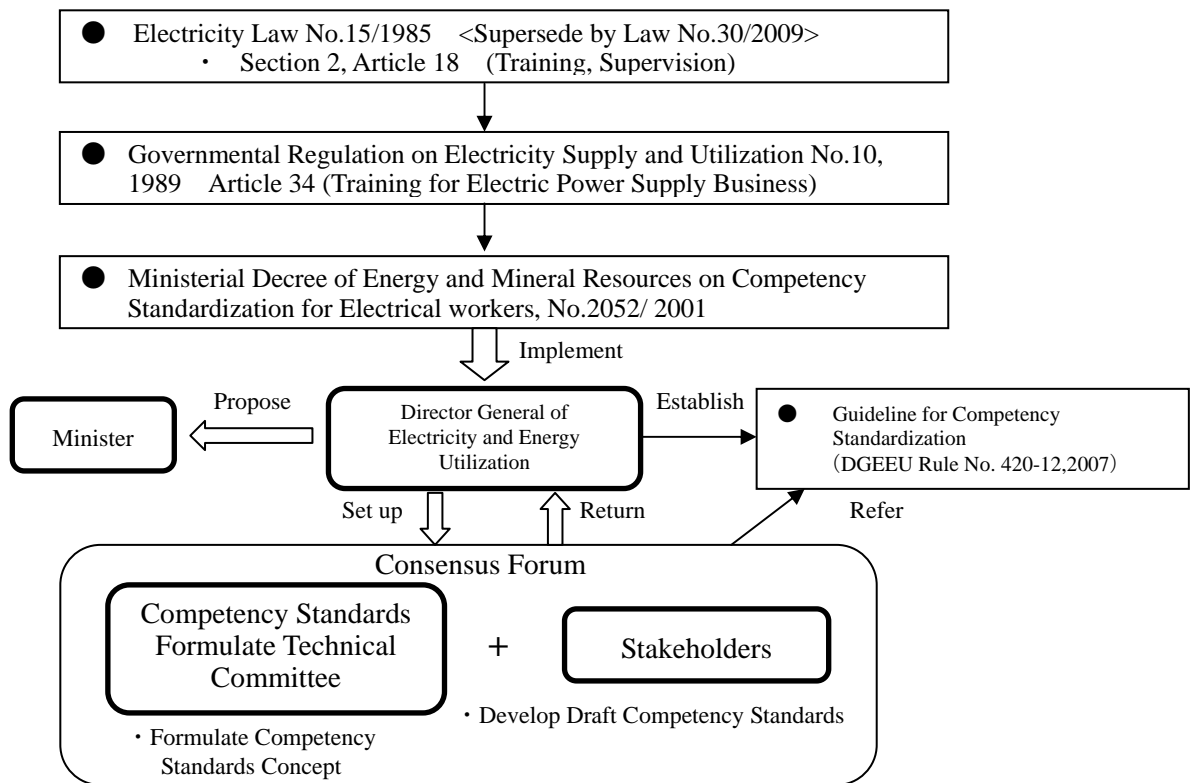 ● Electricity Law No.15/1985 <Supersede by Law No.30/2009>
・ Section 2, Article 18 (Training, Supervision)
● Governmental Regulation on Electricity Supply and Utilization No.10,
1989 Article 34 (Training for Electric Power Supply Business)
● Ministerial Decree of Energy and Mineral Resources on Competency
Standardization for Electrical workers, No.2052/ 2001
Implement
Minister
Propose
Director General of
Electricity and Energy
Utilization
Establish
● Guideline for Competency
Standardization
(DGEEU Rule No. 420-12,2007)
Set up
Return
Refer
Consensus Forum
Competency Standards
Formulate Technical
Committee
+
Stakeholders
・Formulate Competency
Standards Concept
・Develop Draft Competency Standards